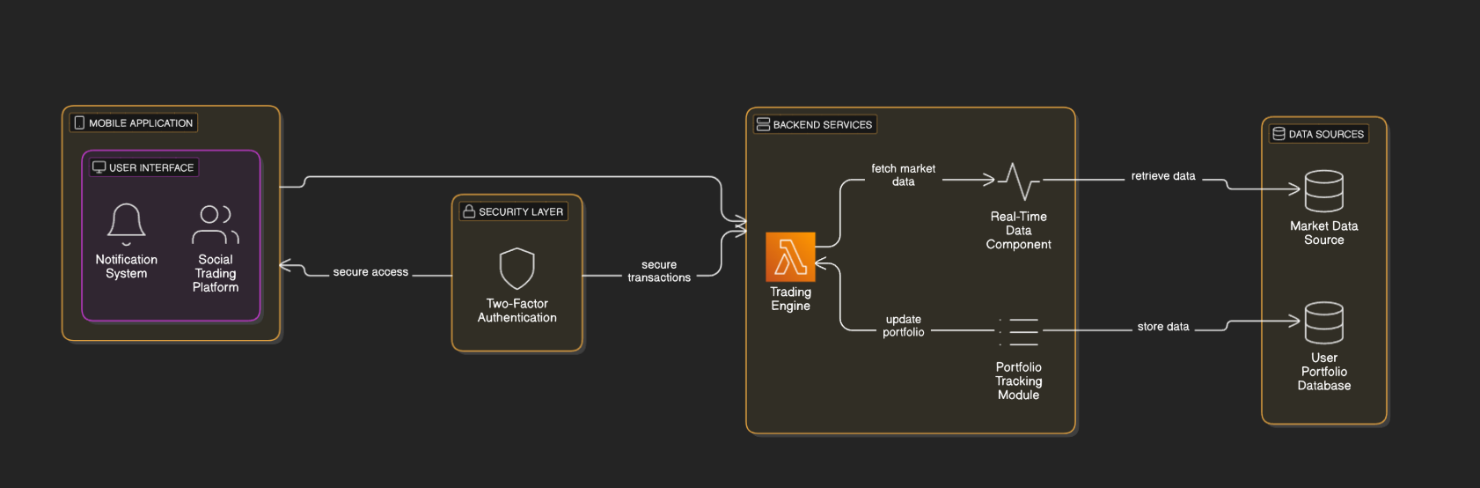 MOBILE APPLICATION
USER INTERFACE
Notification
System
Social
Trading
Platform
secure access
SECURITY LAYER
Two-Factor
Authentication
secure
transactions
BACKEND SERVICES
fetch market
data
Trading
Engine
Real-Time
Data
Component
update
portfolio
Portfolio
Tracking
Module
retrieve data
store data
DATA SOURCES
Market Data
Source
User
Portfolio
Database